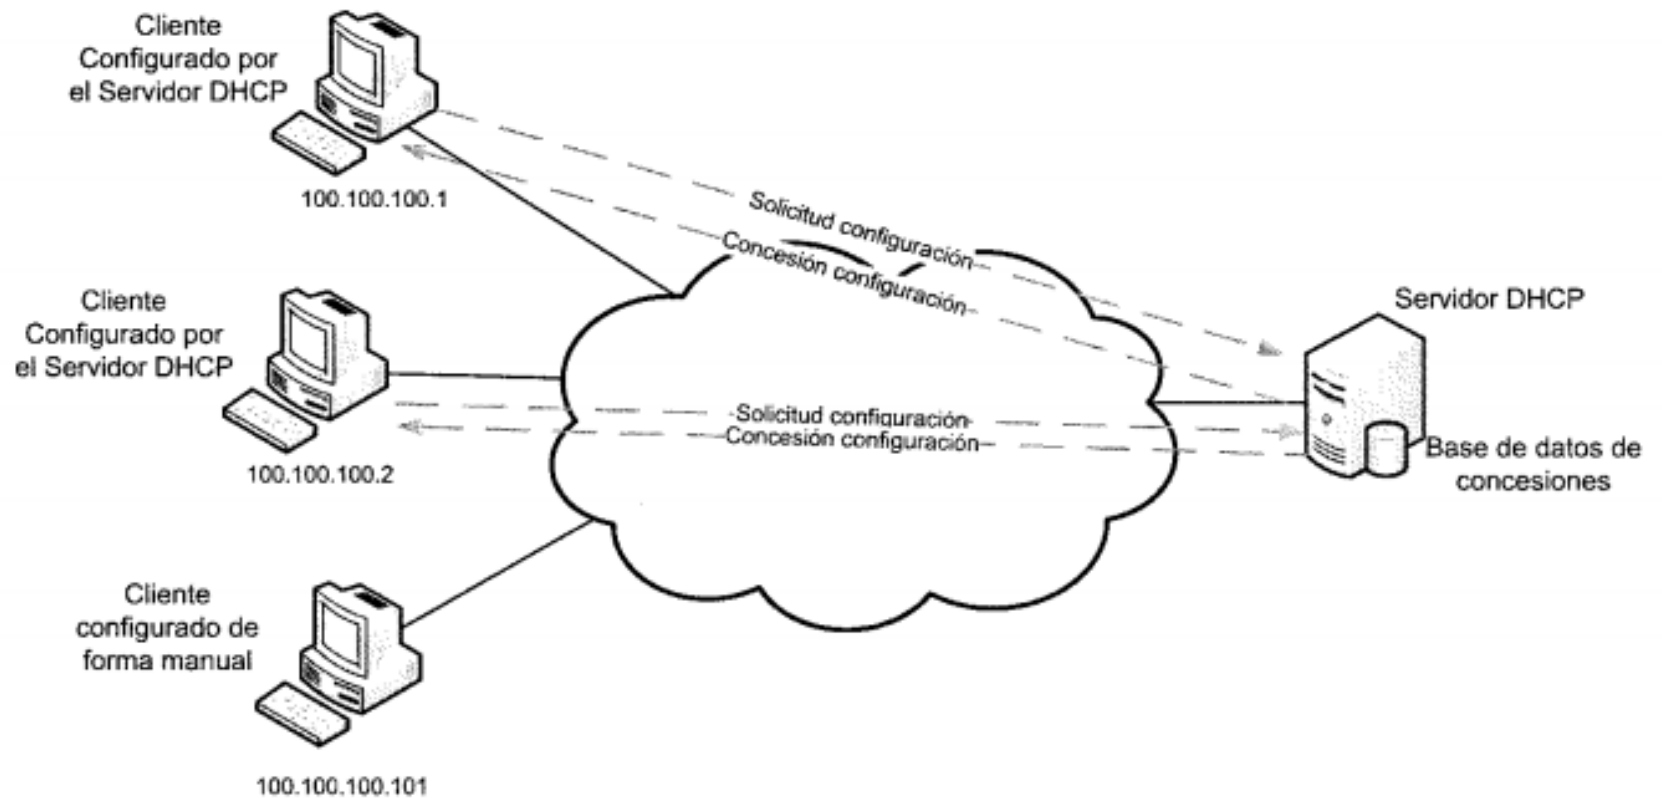 Cliente
Configurado por
el Servidor DHCP
100.100.100.1
Solicitud configuración
Concesión configuración
Servidor DHCP
Cliente
Configurado por
el Servidor DHCP
100.100.100.2
Solicitud configuración
Concesión configuración
Base de datos de
concesiones
Cliente
configurado de
forma manual
100.100.100.101